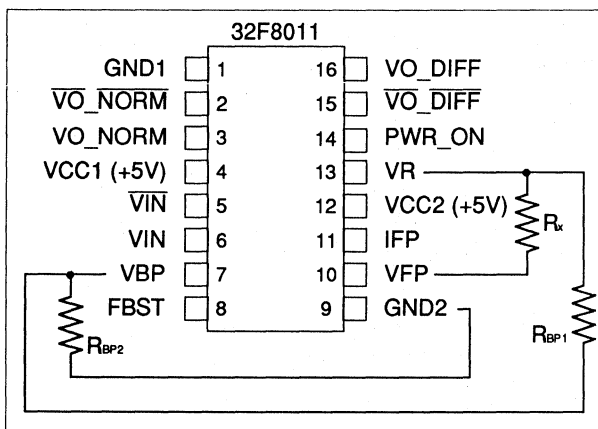 32F8011
GND1 1 16 VO_DIFF
VO_NORM 2 15 VO_DIFF
VO_NORM 3 14 PWR_ON
VCC1 (+5V) 4 13 VR
VIN 5 12 VCC2 (+5V) Rx
VIN 6 11 IFP
VBP 7 10 VFP
FBST 8 9 GND2
RBP2 RBP1